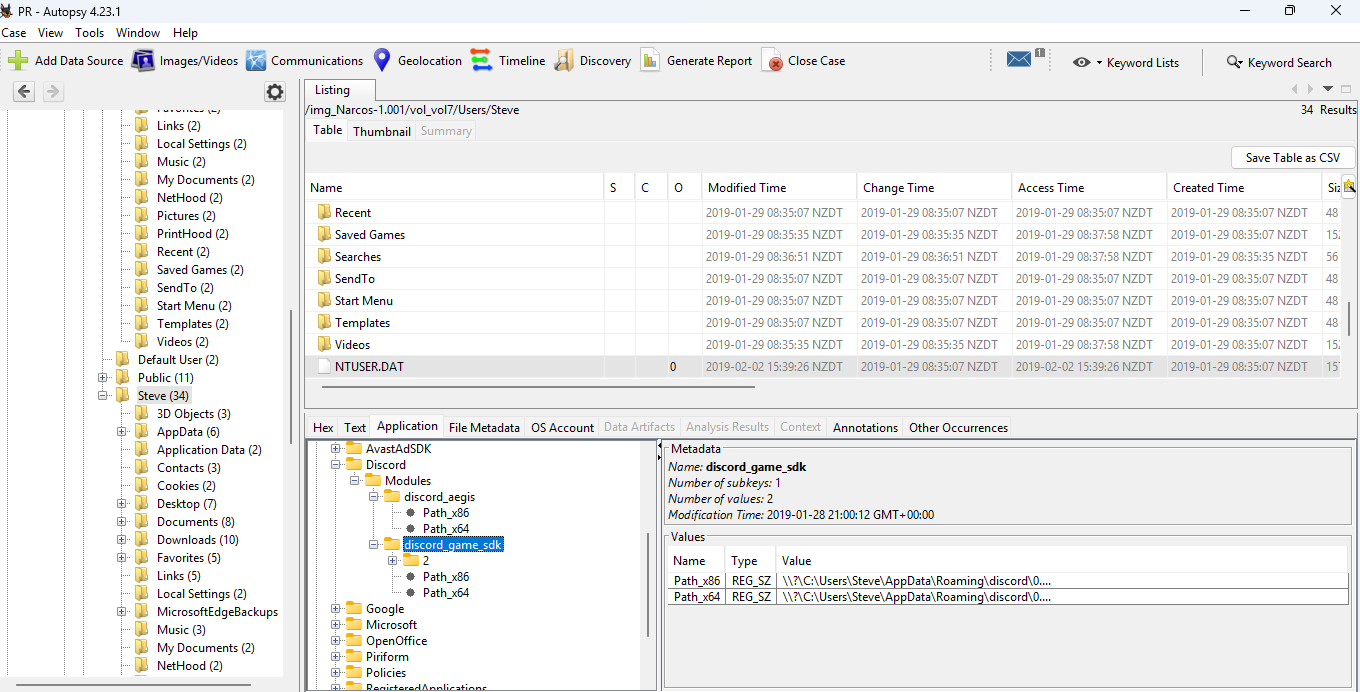 PR - Autopsy 4.23.1
Case View Tools Window Help
Add Data Source Images/Videos Communications Geolocation Timeline Discovery Generate Report Close Case 1 Keyword Lists Keyword Search
Favorites (2)
Links (2)
Local Settings (2)
Music (2)
My Documents (2)
NetHood (2)
Pictures (2)
PrintHood (2)
Recent (2)
Saved Games (2)
SendTo (2)
Start Menu (2)
Templates (2)
Videos (2)
Default User (2)
Public (11)
Steve (34)
3D Objects (3)
AppData (6)
Application Data (2)
Contacts (3)
Cookies (2)
Desktop (7)
Documents (8)
Downloads (10)
Favorites (5)
Links (5)
Local Settings (2)
MicrosoftEdgeBackups
Music (3)
My Documents (2)
NetHood (2)
Listing
/img_Narcos-1.001/vol_vol7/Users/Steve 34 Results
Table Thumbnail Summary
Save Table as CSV
Name S C O Modified Time Change Time Access Time Created Time Siz
Recent 2019-01-29 08:35:07 NZDT 2019-01-29 08:35:07 NZDT 2019-01-29 08:35:07 NZDT 2019-01-29 08:35:07 NZDT 48
Saved Games 2019-01-29 08:35:35 NZDT 2019-01-29 08:35:35 NZDT 2019-01-29 08:37:58 NZDT 2019-01-29 08:35:07 NZDT 152
Searches 2019-01-29 08:36:51 NZDT 2019-01-29 08:36:51 NZDT 2019-01-29 08:37:58 NZDT 2019-01-29 08:35:35 NZDT 56
SendTo 2019-01-29 08:35:07 NZDT 2019-01-29 08:35:07 NZDT 2019-01-29 08:35:07 NZDT 2019-01-29 08:35:07 NZDT 48
Start Menu 2019-01-29 08:35:07 NZDT 2019-01-29 08:35:07 NZDT 2019-01-29 08:35:07 NZDT 2019-01-29 08:35:07 NZDT 48
Templates 2019-01-29 08:35:07 NZDT 2019-01-29 08:35:07 NZDT 2019-01-29 08:35:07 NZDT 2019-01-29 08:35:07 NZDT 48
Videos 2019-01-29 08:35:35 NZDT 2019-01-29 08:35:35 NZDT 2019-01-29 08:37:58 NZDT 2019-01-29 08:35:07 NZDT 152
NTUSER.DAT 0 2019-02-02 15:39:26 NZDT 2019-02-02 15:39:26 NZDT 2019-02-02 15:39:26 NZDT 2019-01-29 08:35:07 NZDT 15
Hex Text Application File Metadata OS Account Data Artifacts Analysis Results Context Annotations Other Occurrences
AvastAdSDK
Discord
Modules
discord_aegis
Path_x86
Path_x64
discord_game_sdk
2
Path_x86
Path_x64
Google
Microsoft
OpenOffice
Piriform
Policies
RegisteredApplications
Metadata
Name: discord_game_sdk
Number of subkeys: 1
Number of values: 2
Modification Time: 2019-01-28 21:00:12 GMT+00:00
Values
Name Type Value
Path_x86 REG_SZ \\?\C:\Users\Steve\AppData\Roaming\discord\0....
Path_x64 REG_SZ \\?\C:\Users\Steve\AppData\Roaming\discord\0....